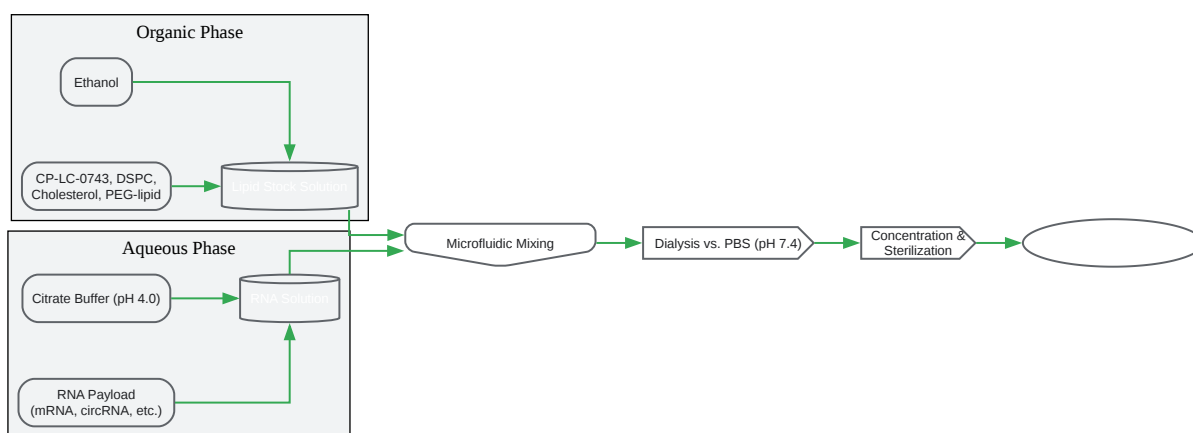 Organic Phase
Ethanol
CP-LC-0743, DSPC,
Cholesterol, PEG-lipid
Lipid Stock Solution
Aqueous Phase
Citrate Buffer (pH 4.0)
RNA Solution
RNA Payload
(mRNA, circRNA, etc.)
Microfluidic Mixing
Dialysis vs. PBS (pH 7.4)
Concentration &
Sterilization